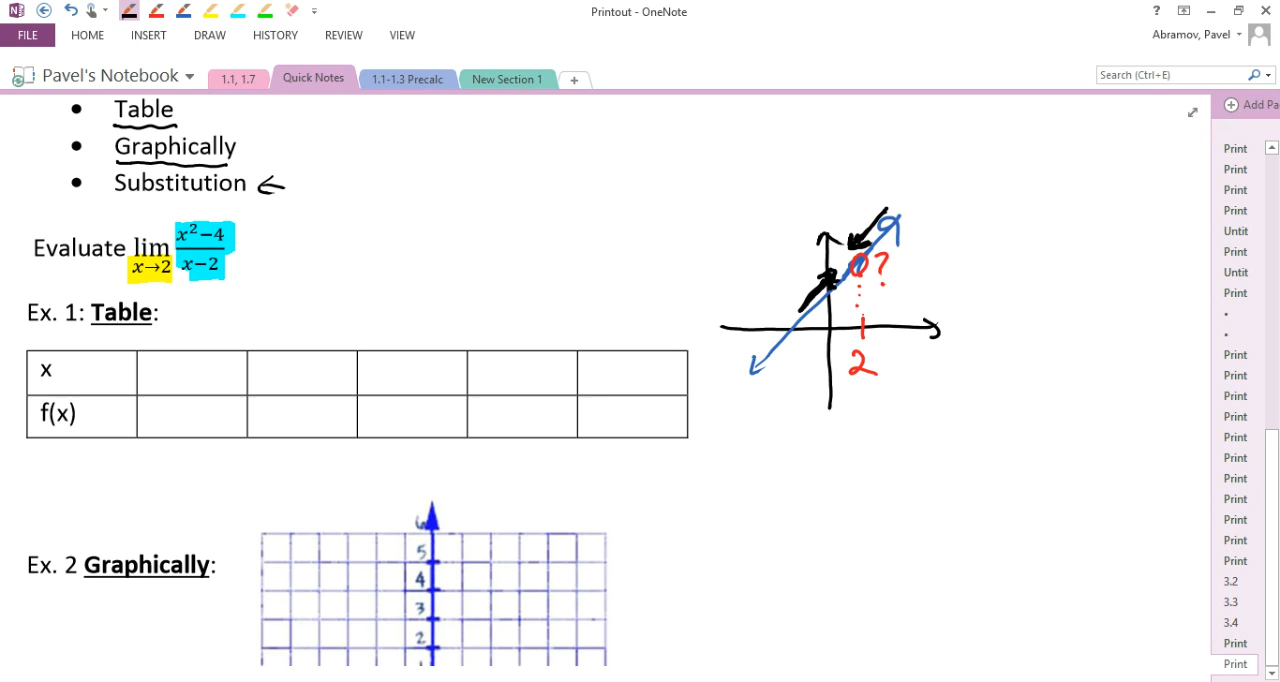 Printout - OneNote
?
FILE HOME INSERT DRAW HISTORY REVIEW VIEW
Abramov, Pavel
Pavel's Notebook
1.1, 1.7
Quick Notes
1.1-1.3 Precalc
New Section 1
+
Search (Ctrl+E)
Add Pa
• Table
• Graphically
• Substitution ←
Evaluate lim x→2 x²−4 / x−2
Ex. 1: Table:
x
f(x)
?
2
Ex. 2 Graphically:
6
5
4
3
2
Print
Print
Print
Print
Untit
Print
Untit
Print
Print
Print
Print
Print
Print
Print
Print
Print
Print
Print
Print
3.2
3.3
3.4
Print
Print